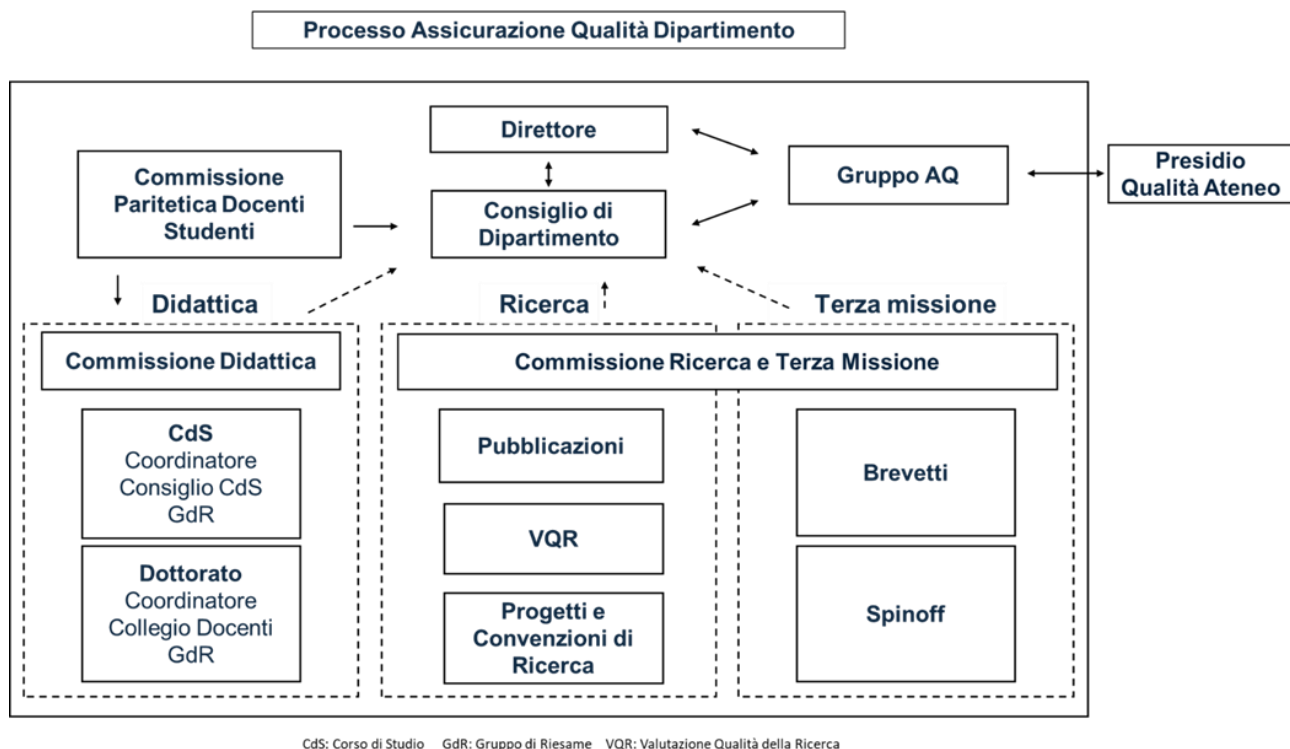 Processo Assicurazione Qualità Dipartimento
Direttore
Commissione
Paritetica Docenti
Studenti
Consiglio di
Dipartimento
Gruppo AQ
Presidio
Qualità Ateneo
Didattica
Ricerca
Terza missione
Commissione Didattica
Commissione Ricerca e Terza Missione
CdS
Coordinatore
Consiglio CdS
GdR
Dottorato
Coordinatore
Collegio Docenti
GdR
Pubblicazioni
VQR
Progetti e
Convenzioni di
Ricerca
Brevetti
Spinoff
CdS: Corso di Studio GdR: Gruppo di Riesame VQR: Valutazione Qualità della Ricerca